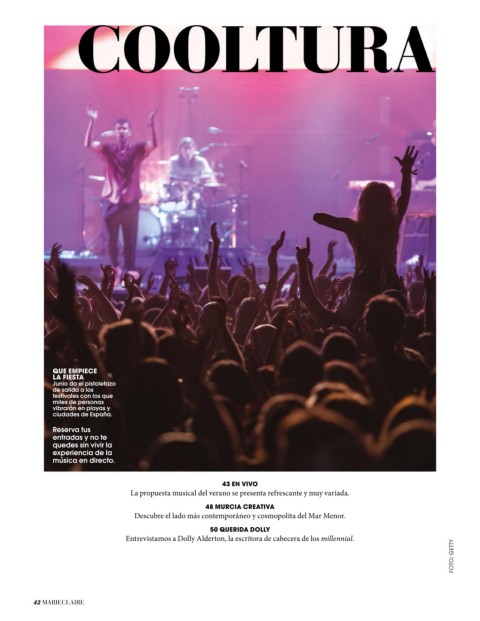 COOLTURA
QUE EMPIECE
LA FIESTA
Junio da el pistoletazo
de salida a los
festivales con los que
miles de personas
vibrarán en playas y
ciudades de España.
Reserva tus
entradas y no te
quedes sin vivir la
experiencia de la
música en directo.
43 EN VIVO
La propuesta musical del verano se presenta refrescante y muy variada.
48 MURCIA CREATIVA
Descubre el lado más contemporáneo y cosmopolita del Mar Menor.
50 QUERIDA DOLLY
Entrevistamos a Dolly Alderton, la escritora de cabecera de los millennial.
FOTO: GETTY
42 MARIECLAIRE